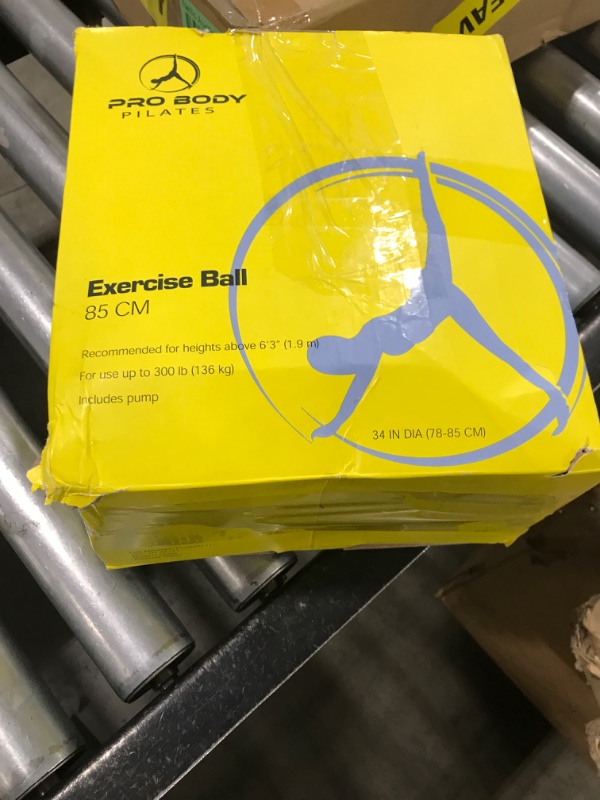 EAV
PRO BODY
PILATES
Exercise Ball
85 CM
Recommended for heights above 6'3" (1.9 m)
For use up to 300 lb (136 kg)
Includes pump
34 IN DIA (78-85 CM)